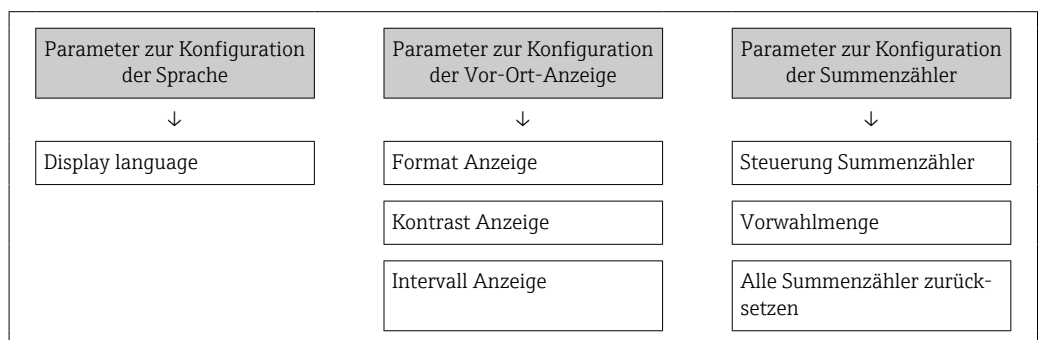 Parameter zur Konfiguration
der Sprache
↓
Display language
Parameter zur Konfiguration
der Vor-Ort-Anzeige
↓
Format Anzeige
Kontrast Anzeige
Intervall Anzeige
Parameter zur Konfiguration
der Summenzähler
↓
Steuerung Summenzähler
Vorwahlmenge
Alle Summenzähler zurück-
setzen